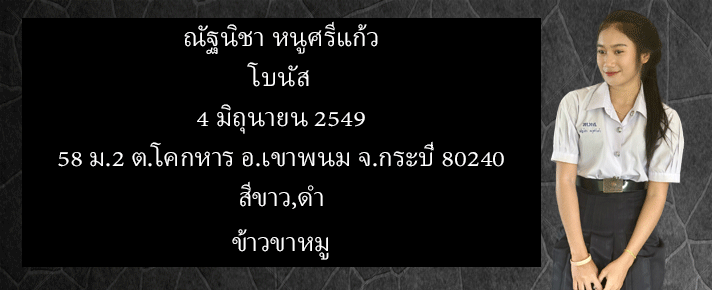 ณัฐนิชา หนูศรีแก้ว
โบนัส
4 มิถุนายน 2549
58 ม.2 ต.โคกหาร อ.เขาพนม จ.กระบี่ 80240
สีขาว,ดำ
ข้าวขาหมู